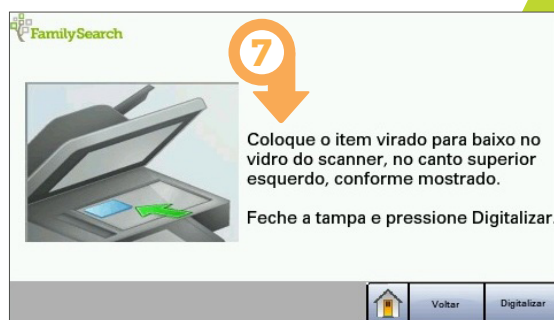 FamilySearch
7
Coloque o item virado para baixo no
vidro do scanner, no canto superior
esquerdo, conforme mostrado.
Feche a tampa e pressione Digitalizar.
Voltar
Digitalizar